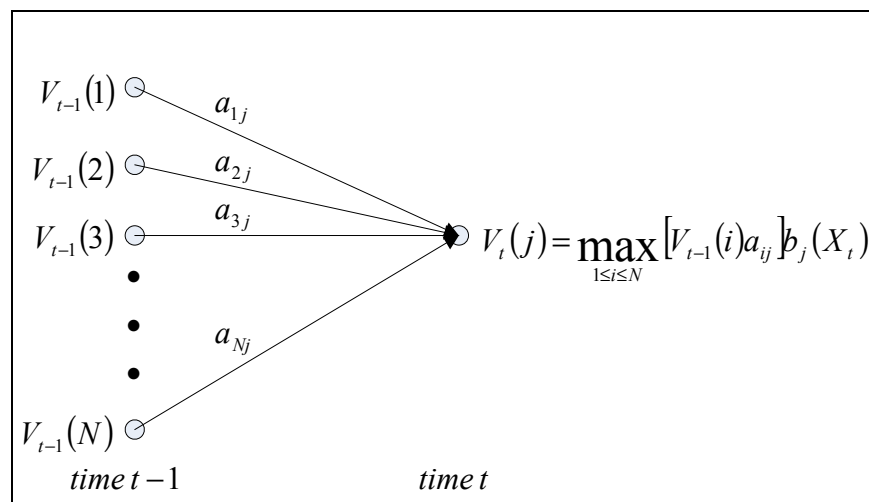 V_{t-1}(1)
a_{1j}
V_{t-1}(2)
a_{2j}
a_{3j}
V_{t-1}(3)
V_t(j) = max_{1≤i≤N} [V_{t-1}(i)a_{ij}]b_j(X_t)
a_{Nj}
V_{t-1}(N)
time t-1
time t